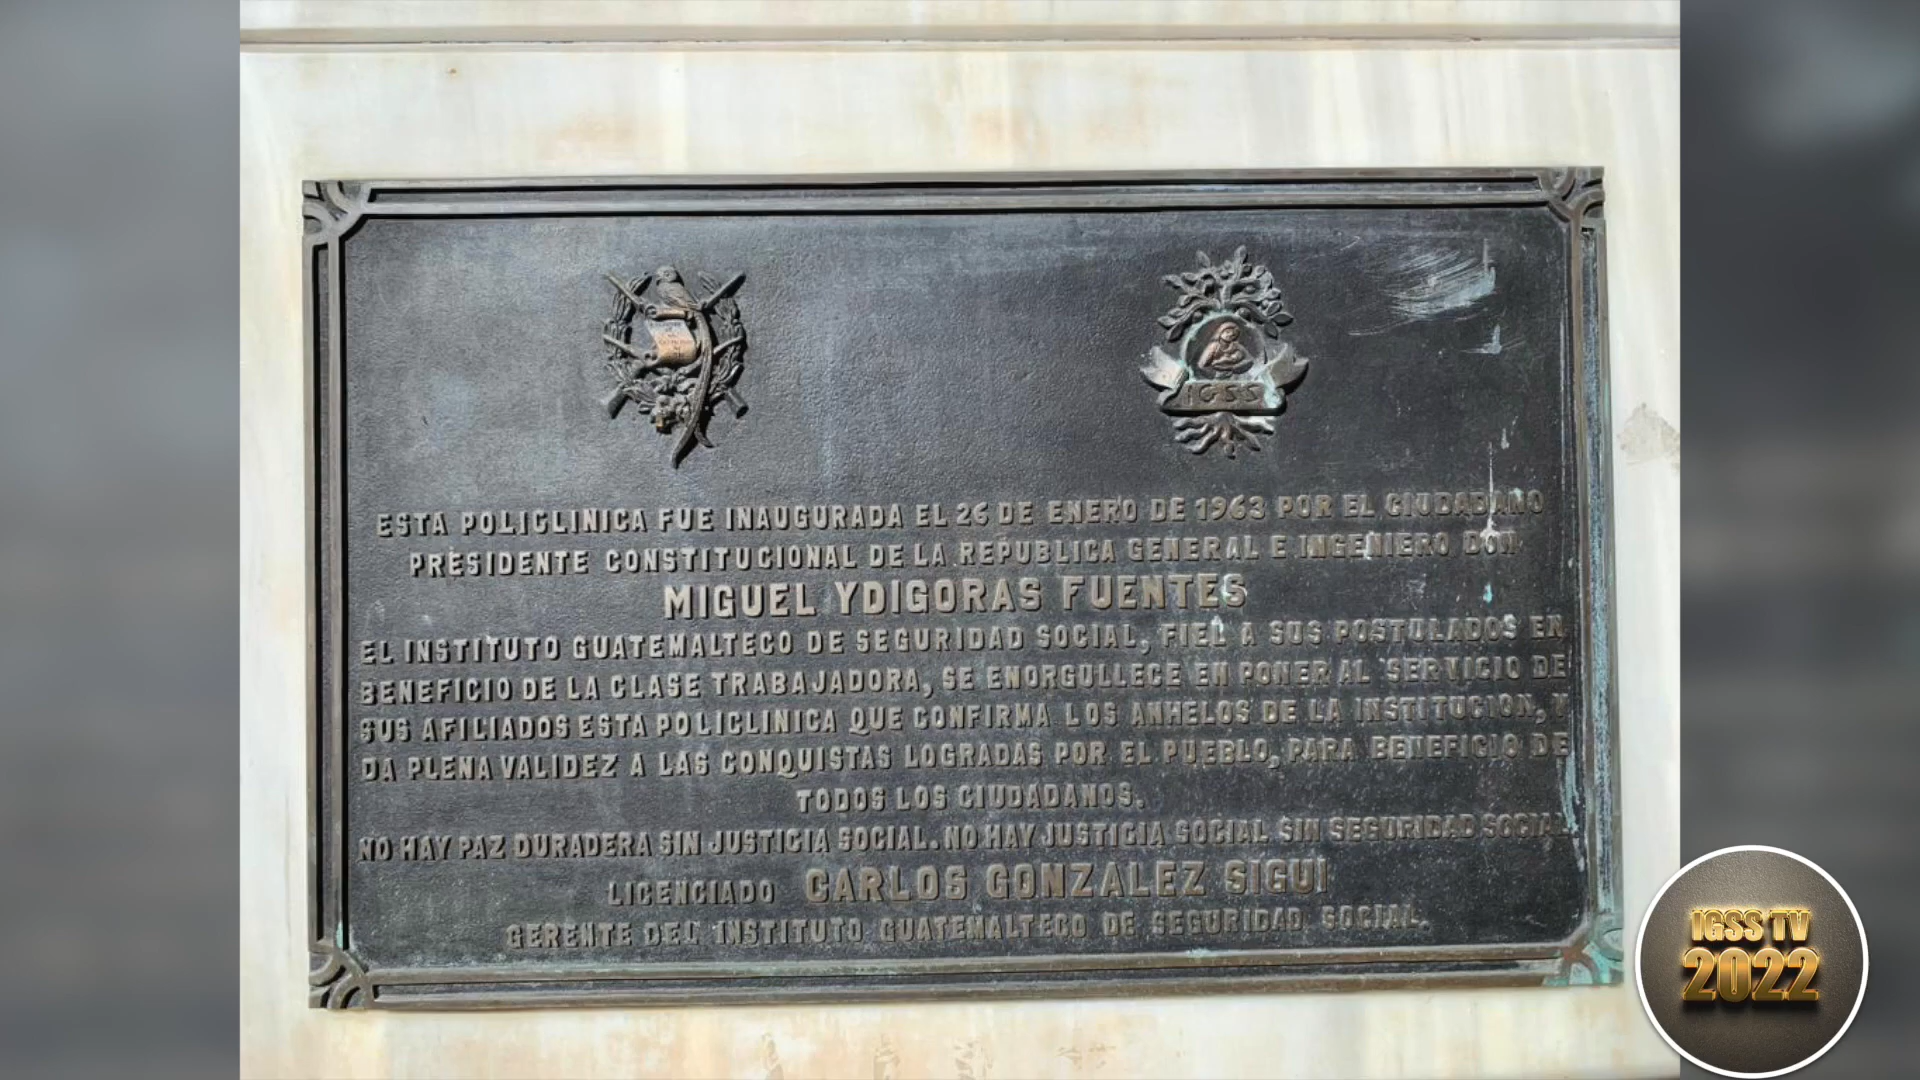 IGSS
ESTA POLICLINICA FUE INAUGURADA EL 26 DE ENERO DE 1963 POR EL CIUDADANO
PRESIDENTE CONSTITUCIONAL DE LA REPUBLICA GENERAL E INGENIERO DON
MIGUEL YDIGORAS FUENTES
EL INSTITUTO GUATEMALTECO DE SEGURIDAD SOCIAL, FIEL A SUS POSTULADOS EN
BENEFICIO DE LA CLASE TRABAJADORA, SE ENORGULLECE EN PONER AL SERVICIO DE
SUS AFILIADOS ESTA POLICLINICA QUE CONFIRMA LOS ANHELOS DE LA INSTITUCION, Y
DA PLENA VALIDEZ A LAS CONQUISTAS LOGRADAS POR EL PUEBLO, PARA BENEFICIO DE
TODOS LOS CIUDADANOS.
NO HAY PAZ DURADERA SIN JUSTICIA SOCIAL. NO HAY JUSTICIA SOCIAL SIN SEGURIDAD SOCIAL.
LICENCIADO CARLOS GONZALEZ SIGUI
GERENTE DEL INSTITUTO GUATEMALTECO DE SEGURIDAD SOCIAL.
IGSS TV
2022